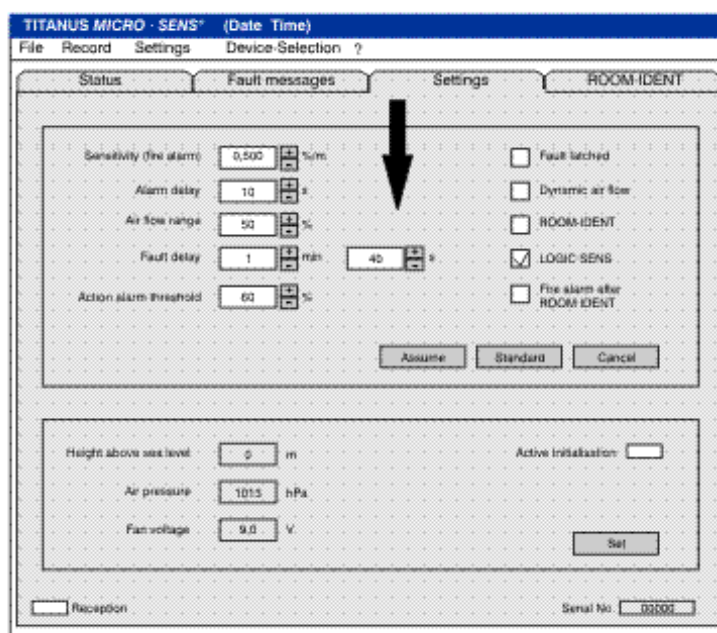 TITANUS MICRO · SENS® (Date Time)
File Record Settings Device-Selection ?
Status Fault messages Settings ROOM-IDENT
Sensitivity (fire alarm) 0,500 + - %/m Fault latched
Alarm delay 10 + - s Dynamic air flow
Air flow range 50 + - % ROOM-IDENT
Fault delay 1 + - min 40 + - s LOGIC·SENS
Action alarm threshold 60 + - % Fire alarm after
ROOM IDENT
Assume Standard Cancel
Height above sea level 0 m Active Initialisation
Air pressure 1015 hPa
Fan voltage 9,0 V
Set
Reception Serial No. 00000